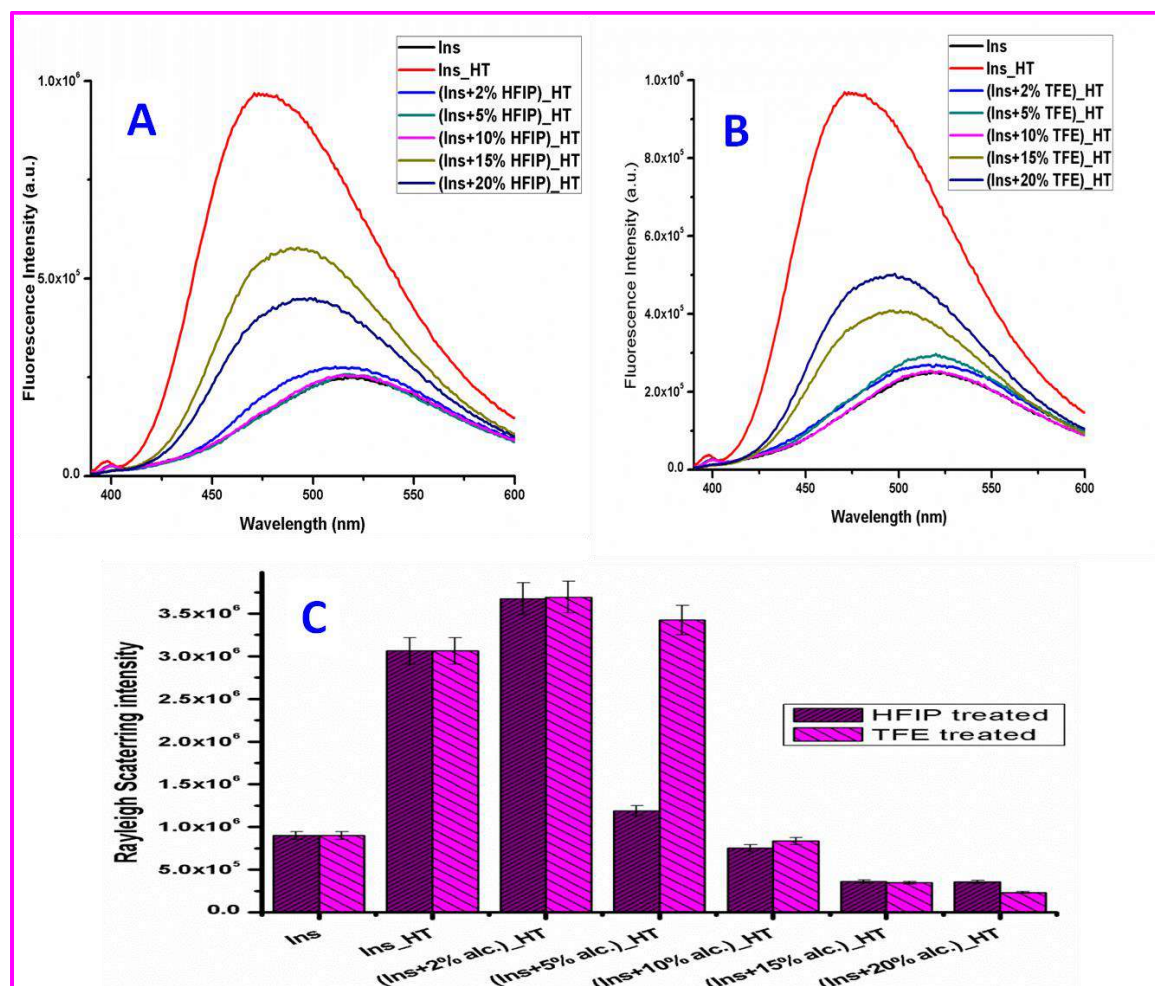 Ins
Ins_HT
(Ins+2% HFIP)_HT
(Ins+5% HFIP)_HT
(Ins+10% HFIP)_HT
(Ins+15% HFIP)_HT
(Ins+20% HFIP)_HT
A
Fluorescence Intensity (a.u.)
1.0x10⁶
5.0x10⁵
0.0
400 450 500 550 600
Wavelength (nm)
Ins
Ins_HT
(Ins+2% TFE)_HT
(Ins+5% TFE)_HT
(Ins+10% TFE)_HT
(Ins+15% TFE)_HT
(Ins+20% TFE)_HT
B
Fluorescence Intensity (a.u.)
1.0x10⁶
8.0x10⁵
6.0x10⁵
4.0x10⁵
2.0x10⁵
0.0
400 450 500 550 600
Wavelength (nm)
C
Rayleigh Scaterring intensity
3.5x10⁶
3.0x10⁶
2.5x10⁶
2.0x10⁶
1.5x10⁶
1.0x10⁶
5.0x10⁵
0.0
HFIP treated
TFE treated
Ins
Ins_HT
(Ins+2% alc.)_HT
(Ins+5% alc.)_HT
(Ins+10% alc.)_HT
(Ins+15% alc.)_HT
(Ins+20% alc.)_HT